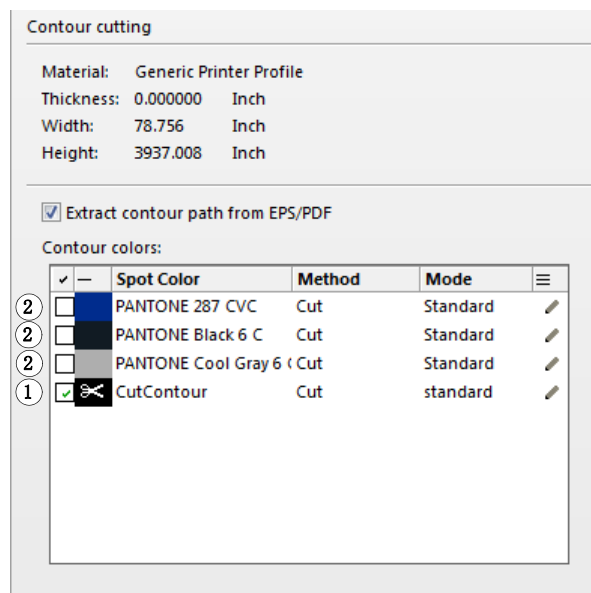 Contour cutting
Material: Generic Printer Profile
Thickness: 0.000000 Inch
Width: 78.756 Inch
Height: 3937.008 Inch
Extract contour path from EPS/PDF
Contour colors:
Spot Color Method Mode
2 PANTONE 287 CVC Cut Standard
2 PANTONE Black 6 C Cut Standard
2 PANTONE Cool Gray 6 ( Cut Standard
1 CutContour Cut standard